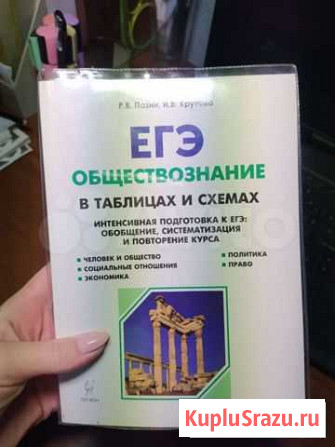 Р.В. Пазин, И.В. Крутова
ЕГЭ
ОБЩЕСТВОЗНАНИЕ
В ТАБЛИЦАХ И СХЕМАХ
ИНТЕНСИВНАЯ ПОДГОТОВКА К ЕГЭ:
ОБОБЩЕНИЕ, СИСТЕМАТИЗАЦИЯ
И ПОВТОРЕНИЕ КУРСА
• ЧЕЛОВЕК И ОБЩЕСТВО
• СОЦИАЛЬНЫЕ ОТНОШЕНИЯ
• ЭКОНОМИКА
• ПОЛИТИКА
• ПРАВО
ЛЕГИОН
KupluSrazu.ru